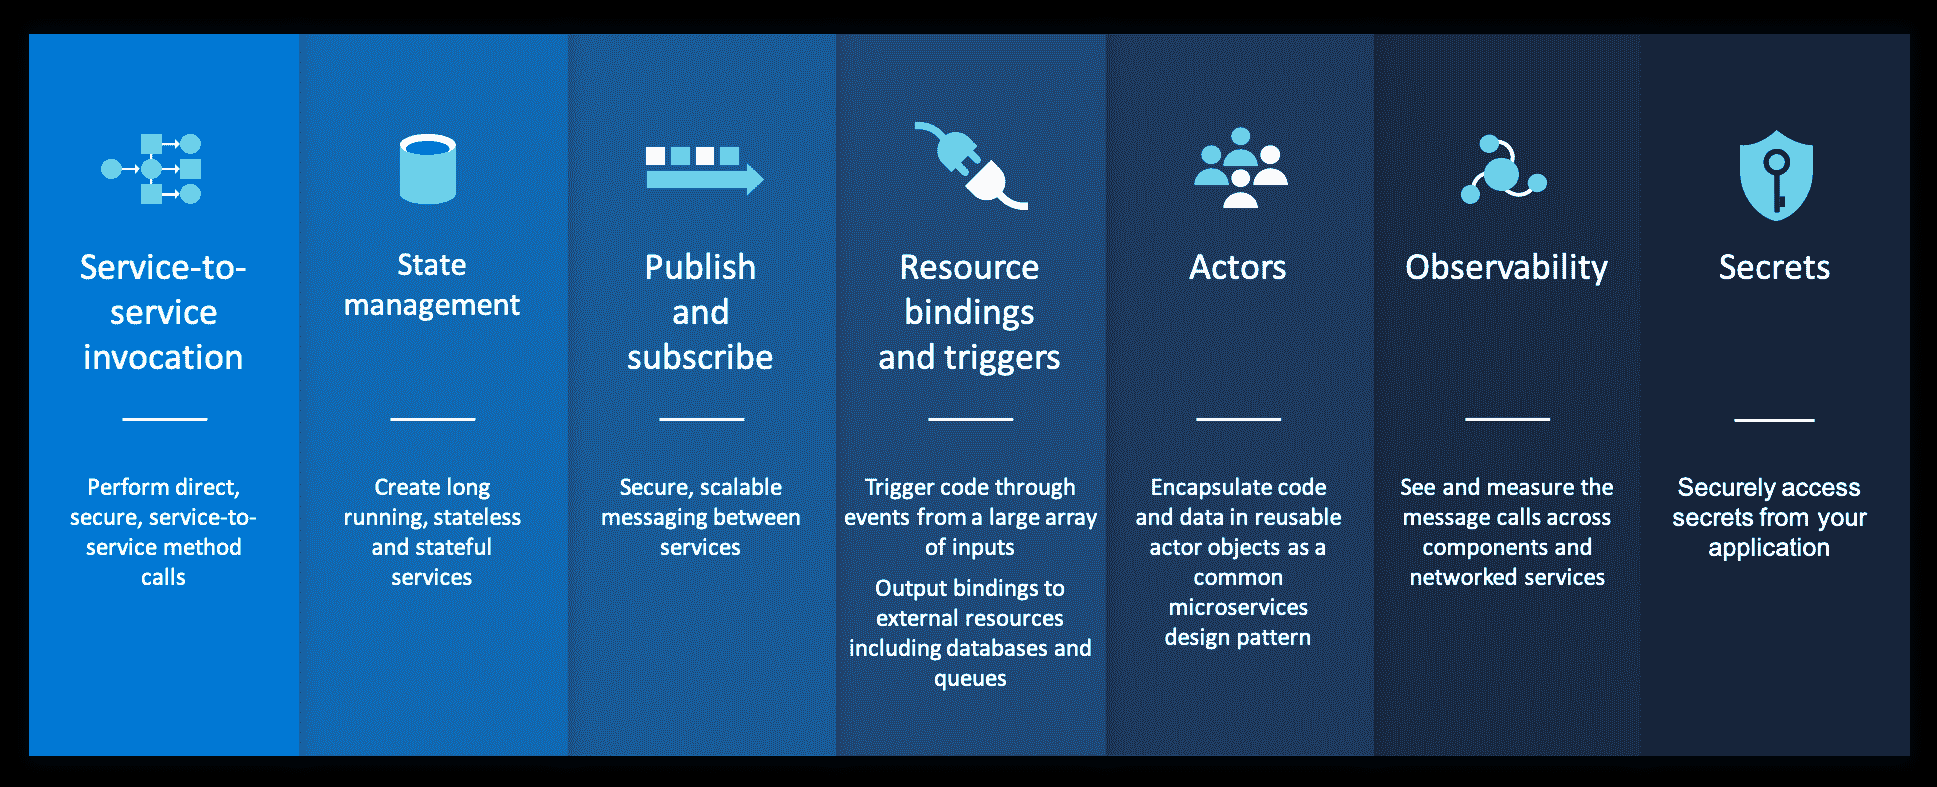 Service-to-
service
invocation
Perform direct,
secure, service-to-
service method
calls
State
management
Create long
running, stateless
and stateful
services
Publish
and
subscribe
Secure, scalable
messaging between
services
Resource
bindings
and triggers
Trigger code through
events from a large array
of inputs
Output bindings to
external resources
including databases and
queues
Actors
Encapsulate code
and data in reusable
actor objects as a
common
microservices
design pattern
Observability
See and measure the
message calls across
components and
networked services
Secrets
Securely access
secrets from your
application